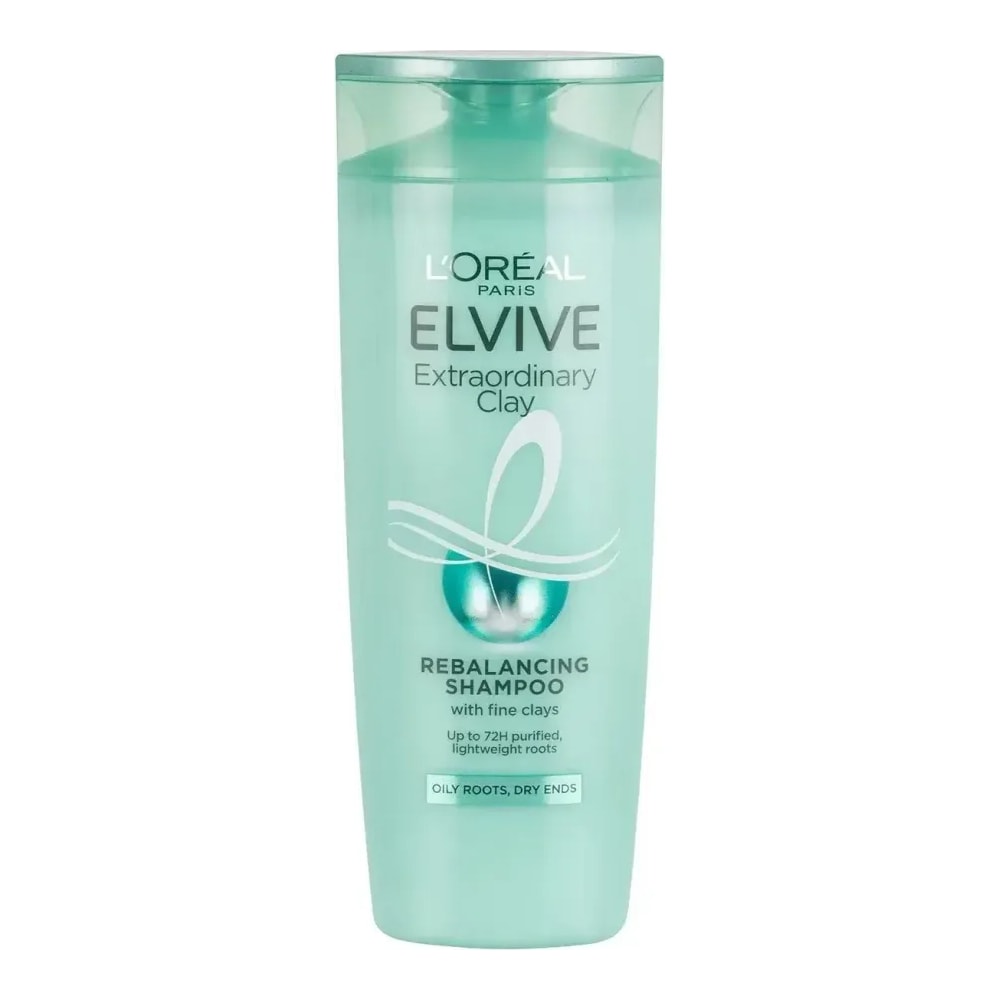 L'ORÉAL
PARIS
ELVIVE
Extraordinary
Clay
REBALANCING
SHAMPOO
with fine clays
Up to 72H purified,
lightweight roots
OILY ROOTS, DRY ENDS